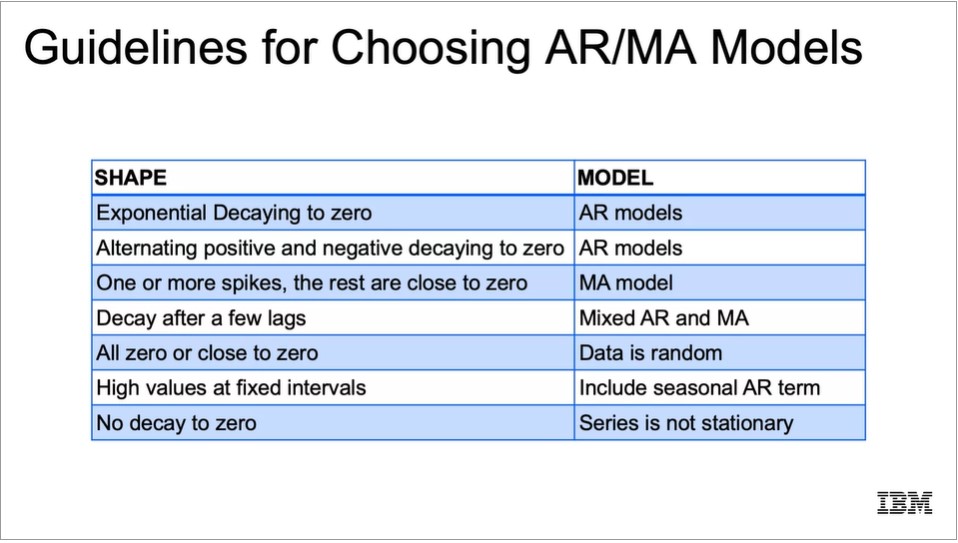 Guidelines for Choosing AR/MA Models
SHAPE MODEL
Exponential Decaying to zero AR models
Alternating positive and negative decaying to zero AR models
One or more spikes, the rest are close to zero MA model
Decay after a few lags Mixed AR and MA
All zero or close to zero Data is random
High values at fixed intervals Include seasonal AR term
No decay to zero Series is not stationary
IBM